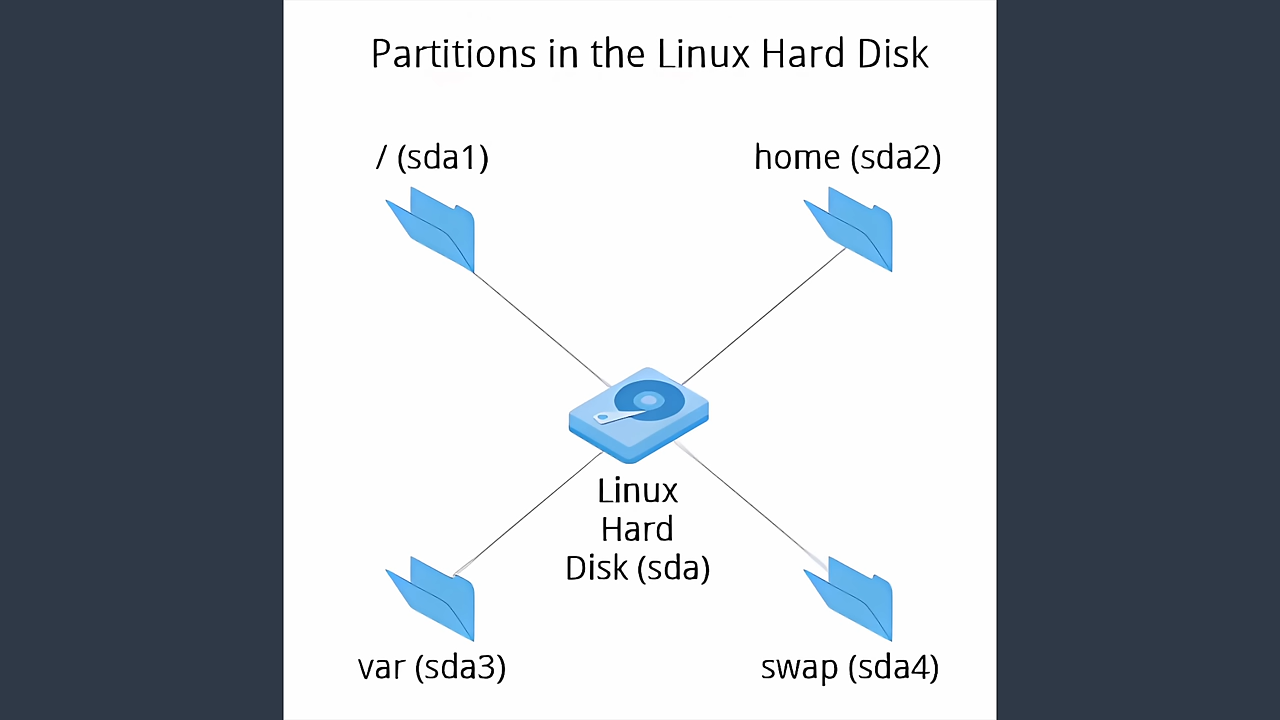 Partitions in the Linux Hard Disk
/ (sda1)
home (sda2)
Linux
Hard
Disk (sda)
var (sda3)
swap (sda4)